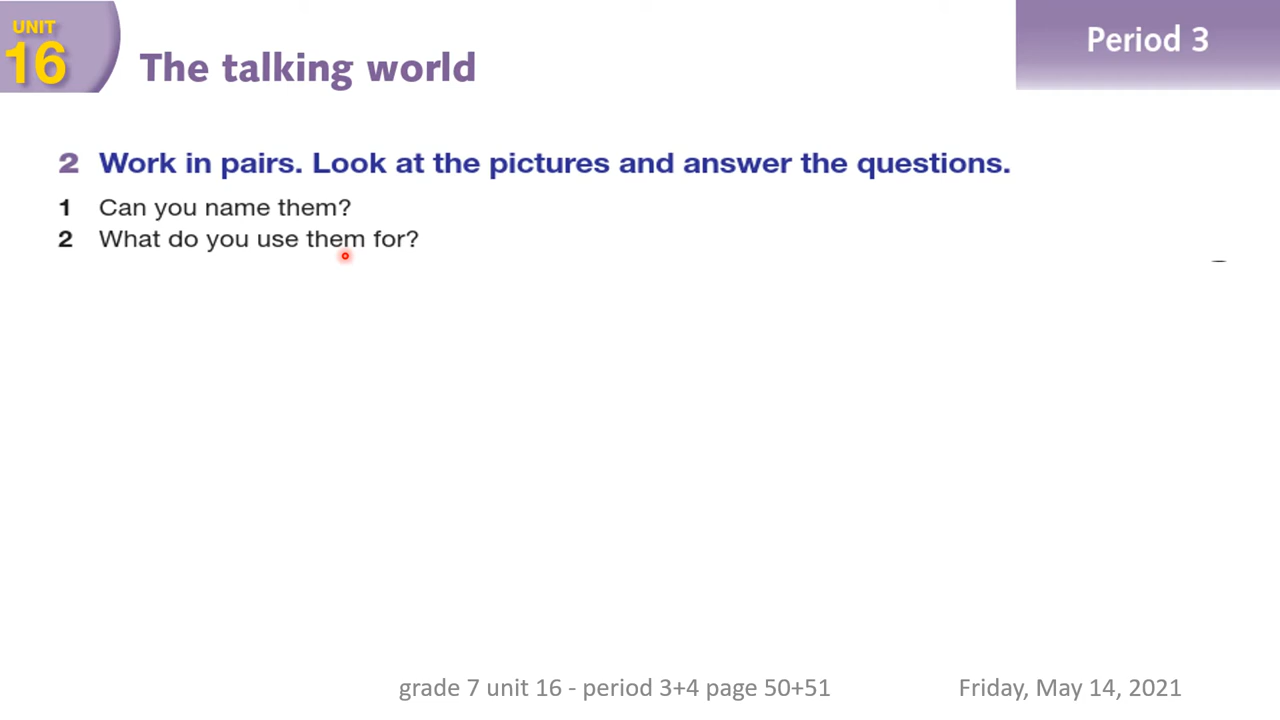 UNIT
16
The talking world
Period 3
2 Work in pairs. Look at the pictures and answer the questions.
1 Can you name them?
2 What do you use them for?
grade 7 unit 16 - period 3+4 page 50+51
Friday, May 14, 2021